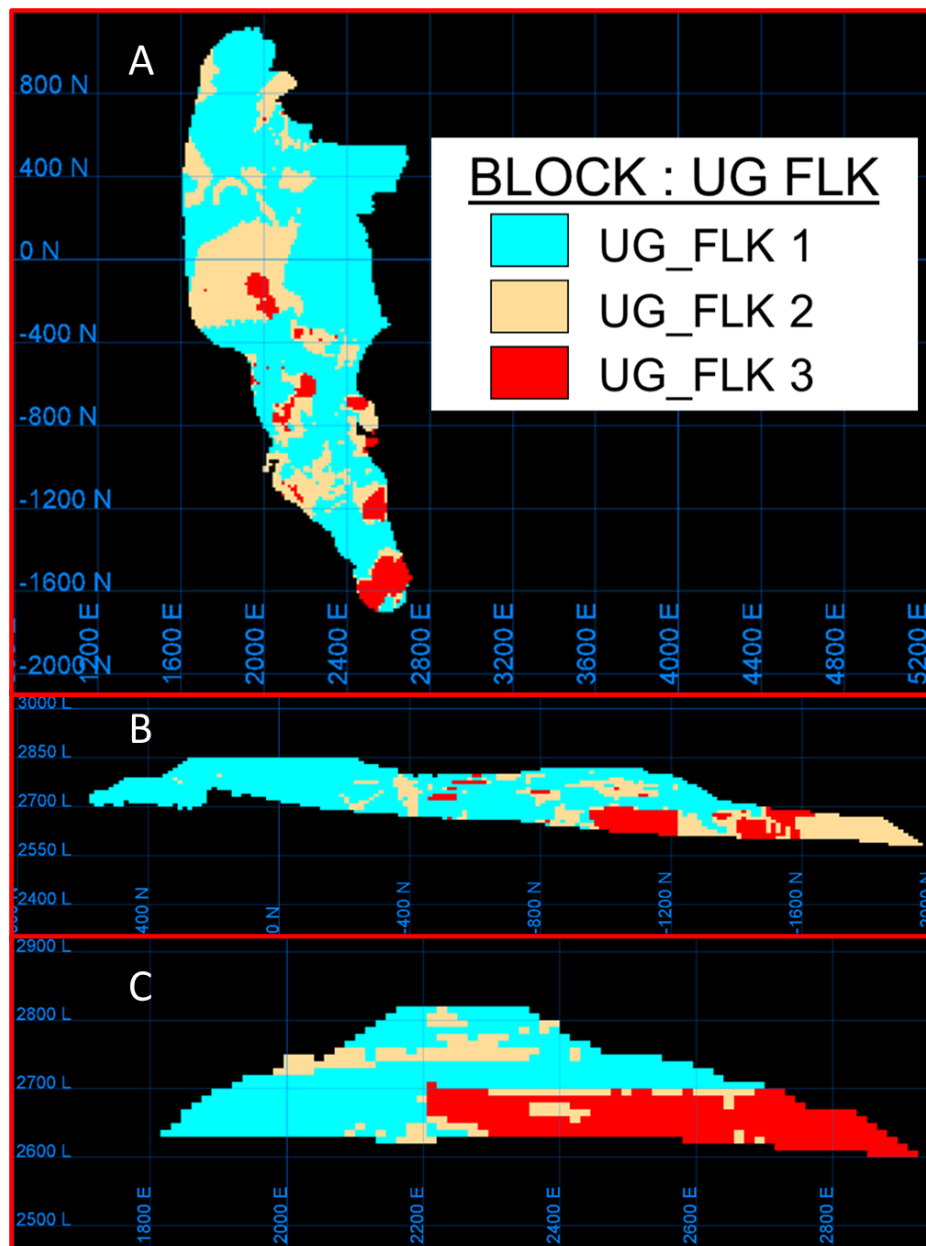 A
800 N
400 N
0 N
-400 N
-800 N
-1200 N
-1600 N
-2000 N
1200 E
1600 E
2000 E
2400 E
2800 E
3200 E
3600 E
4000 E
4400 E
4800 E
5200 E
BLOCK : UG FLK
UG_FLK 1
UG_FLK 2
UG_FLK 3
B
3000 L
2850 L
2700 L
2550 L
2400 L
400 N
0 N
-400 N
-800 N
-1200 N
-1600 N
C
2900 L
2800 L
2700 L
2600 L
2500 L
1800 E
2000 E
2200 E
2400 E
2600 E
2800 E